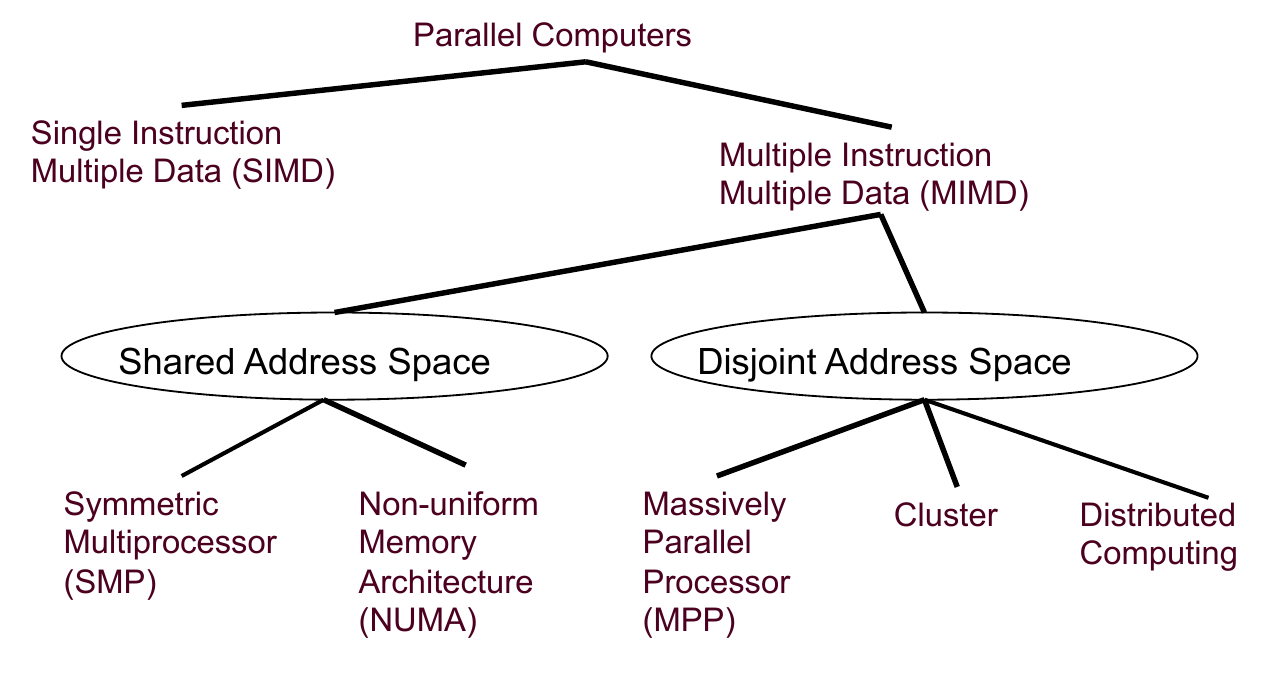 Parallel Computers
Single Instruction
Multiple Data (SIMD)
Multiple Instruction
Multiple Data (MIMD)
Shared Address Space
Disjoint Address Space
Symmetric
Multiprocessor
(SMP)
Non-uniform
Memory
Architecture
(NUMA)
Massively
Parallel
Processor
(MPP)
Cluster
Distributed
Computing